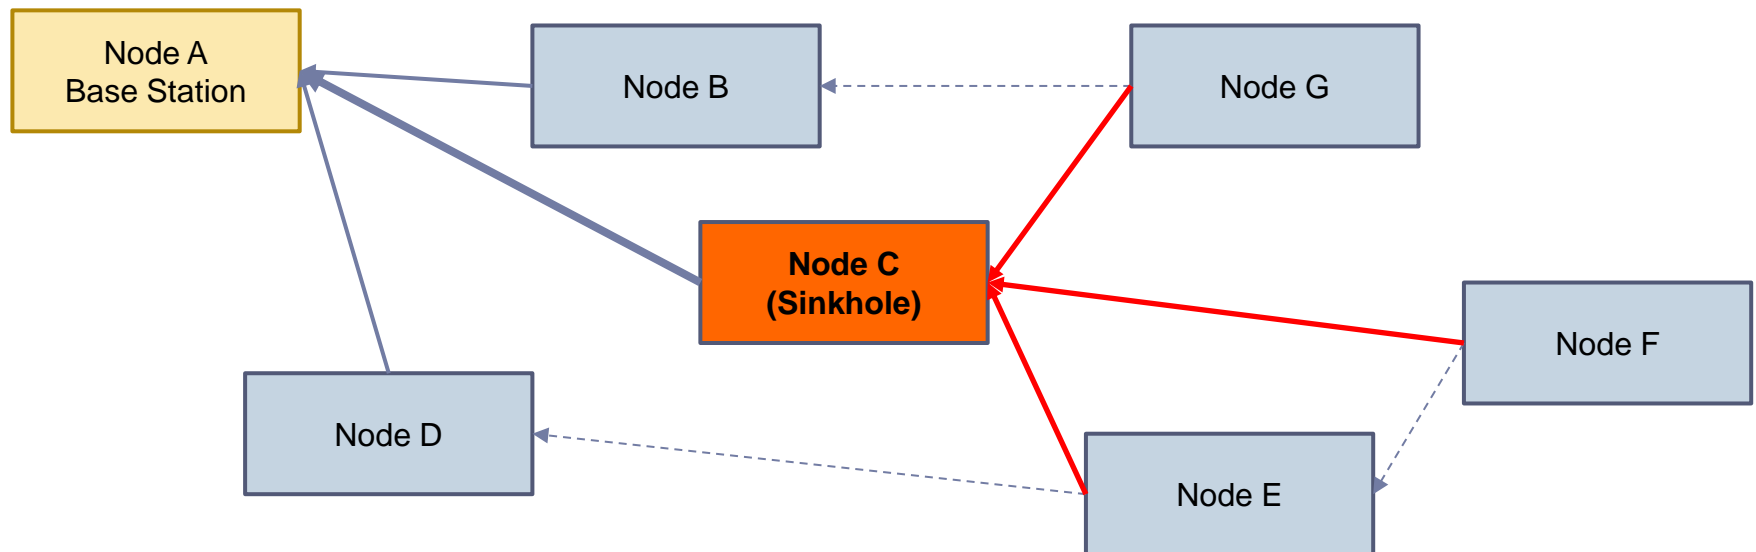 Node A
Base Station
Node B
Node G
Node C
(Sinkhole)
Node F
Node D
Node E